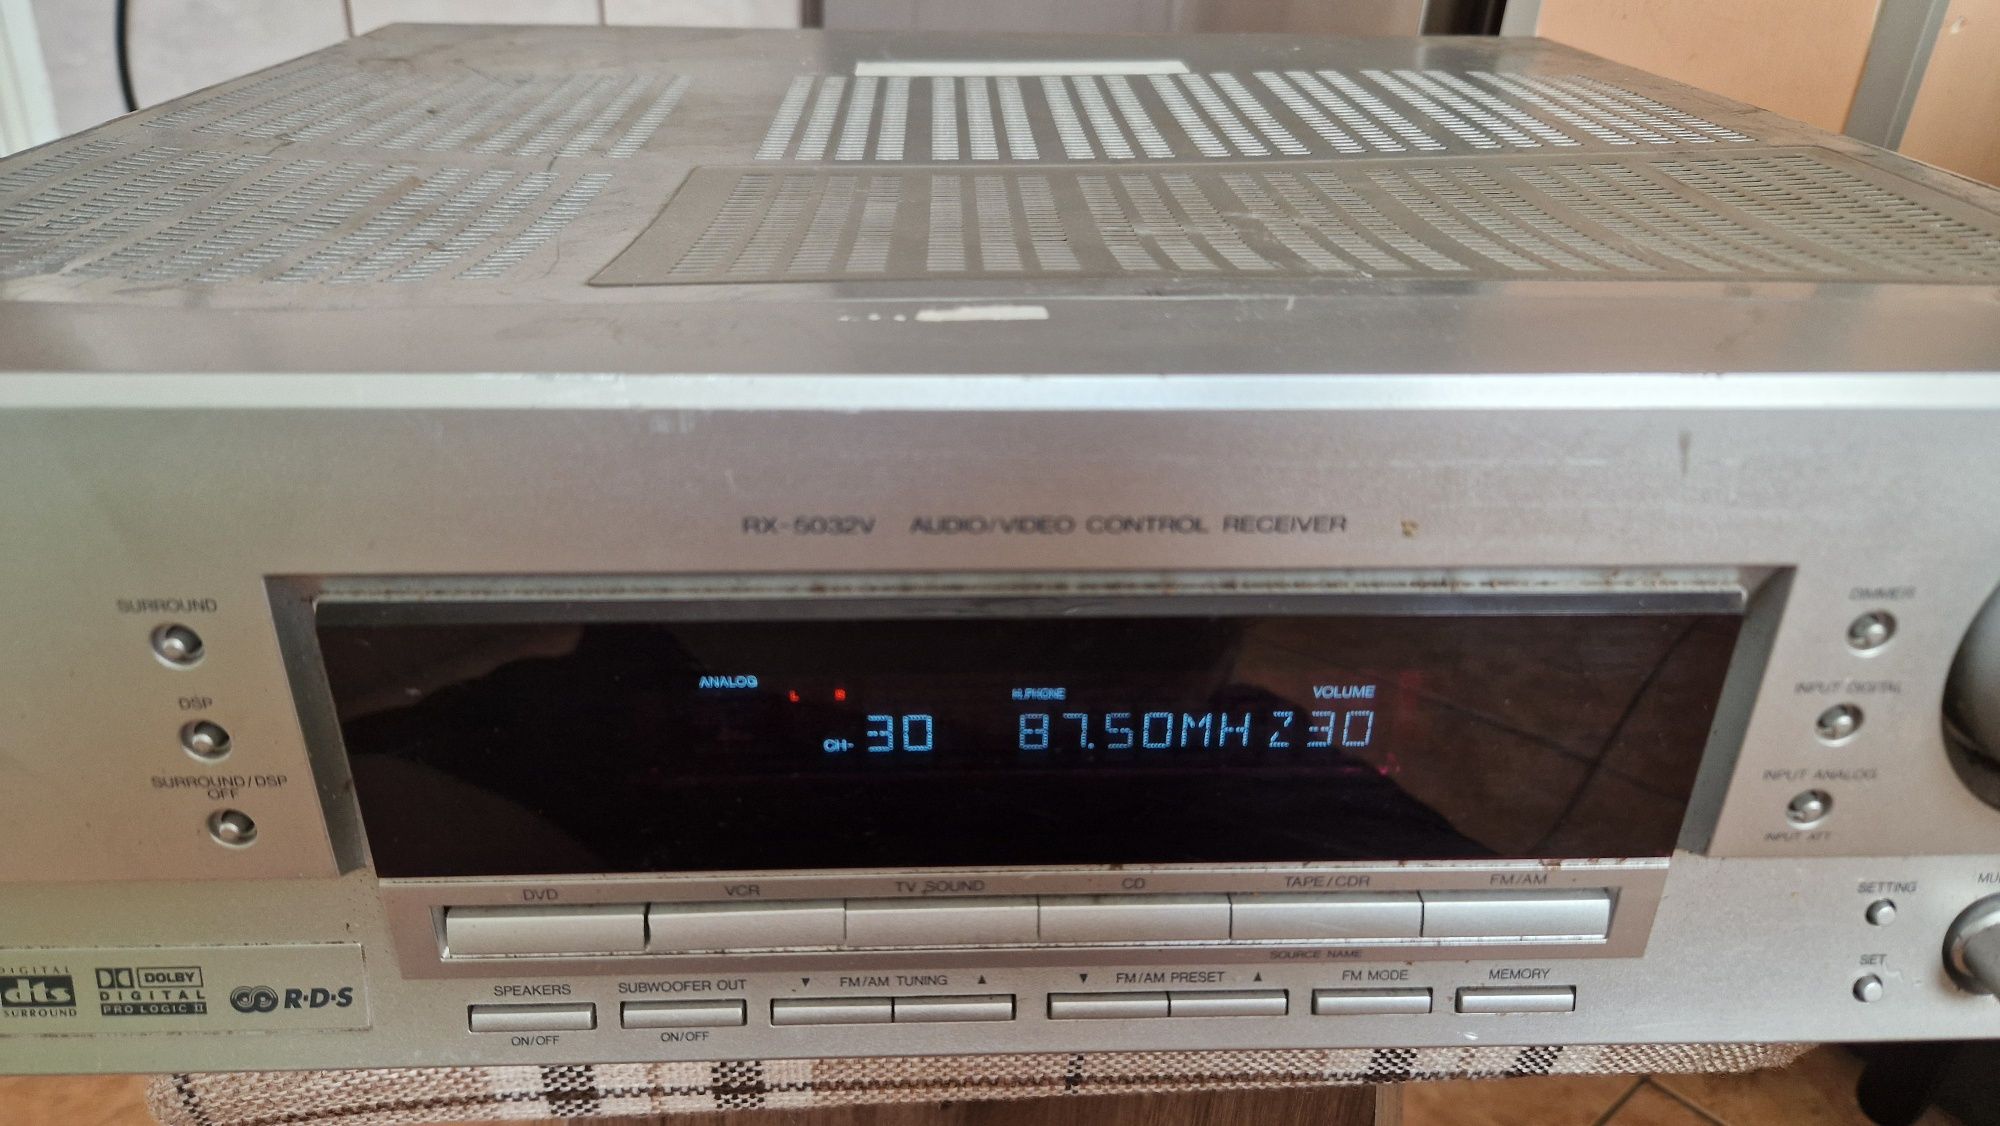 RX-5032V AUDIO/VIDEO CONTROL RECEIVER
SURROUND
DIMMER
DSP
INPUT DIGITAL
SURROUND/DSP
OFF
INPUT ANALOG
INPUT ATT
ANALOG L R H.PHONE VOLUME
CH- 30 87.50MHZ30
DVD VCR TV SOUND CD TAPE/CDR FM/AM
SETTING
SOURCE NAME
SET
SPEAKERS SUBWOOFER OUT ▼ FM/AM TUNING ▲ ▼ FM/AM PRESET ▲ FM MODE MEMORY
ON/OFF ON/OFF
DIGITAL
dts
SURROUND
DOLBY
DIGITAL
PRO LOGIC II
R·D·S